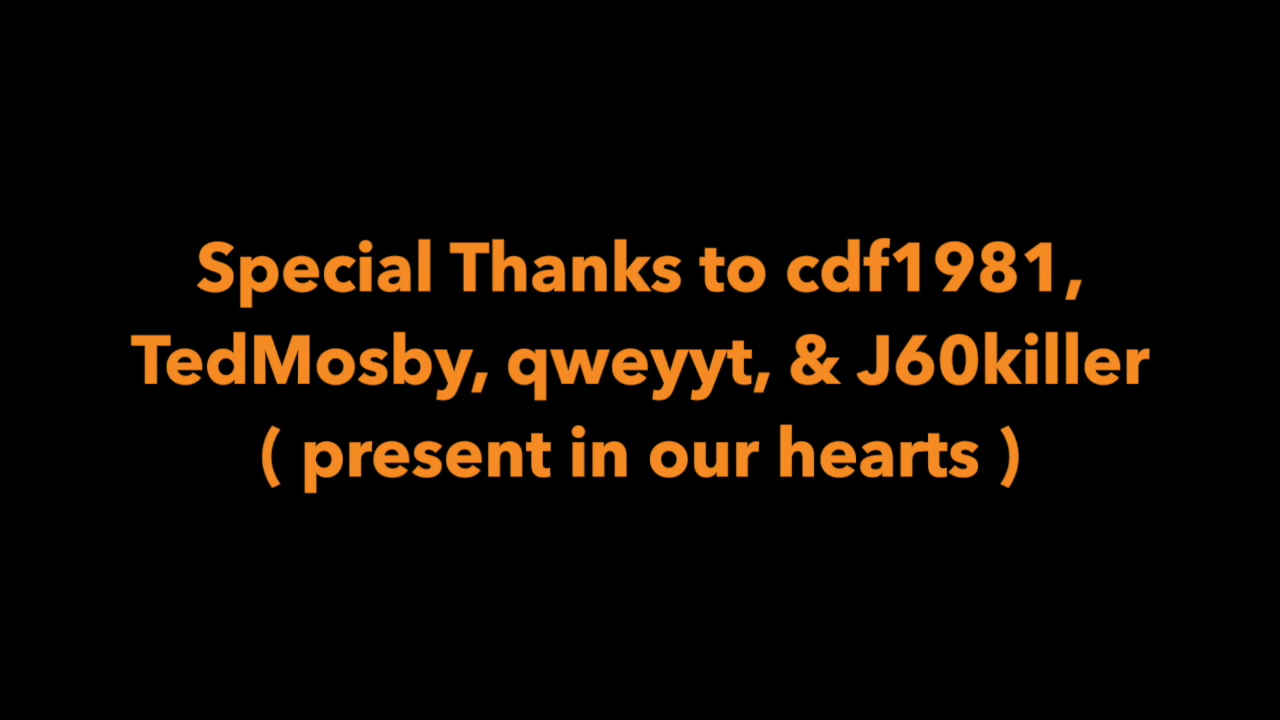 Special Thanks to cdf1981,
TedMosby, qweyyt, & J60killer
( present in our hearts )